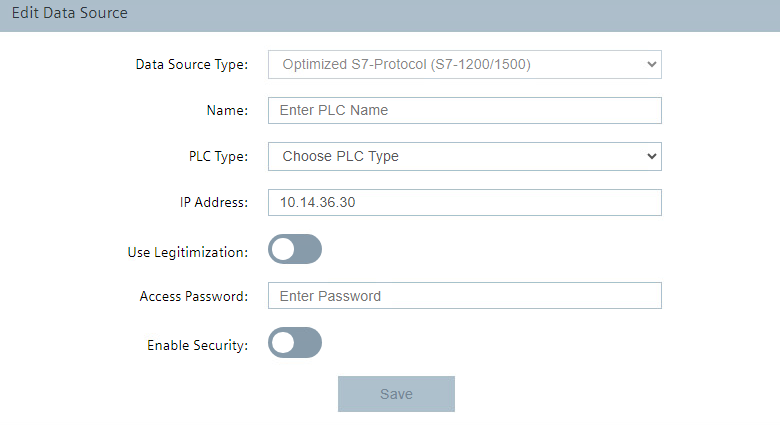 Edit Data Source
Data Source Type: Optimized S7-Protocol (S7-1200/1500)
Name: Enter PLC Name
PLC Type: Choose PLC Type
IP Address: 10.14.36.30
Use Legitimization:
Access Password: Enter Password
Enable Security:
Save